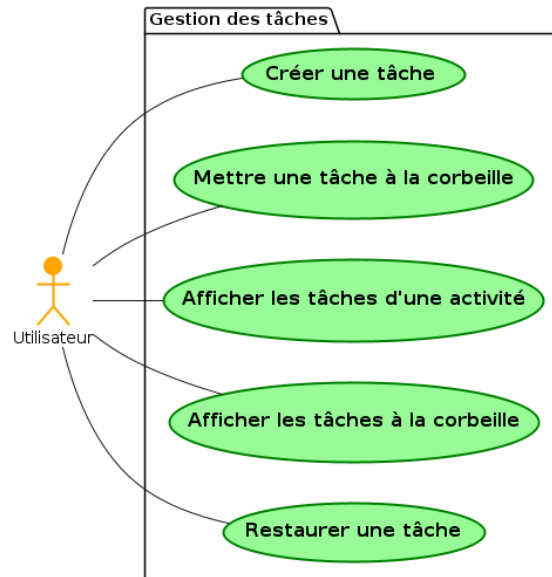 Gestion des tâches
Créer une tâche
Mettre une tâche à la corbeille
Afficher les tâches d'une activité
Utilisateur
Afficher les tâches à la corbeille
Restaurer une tâche